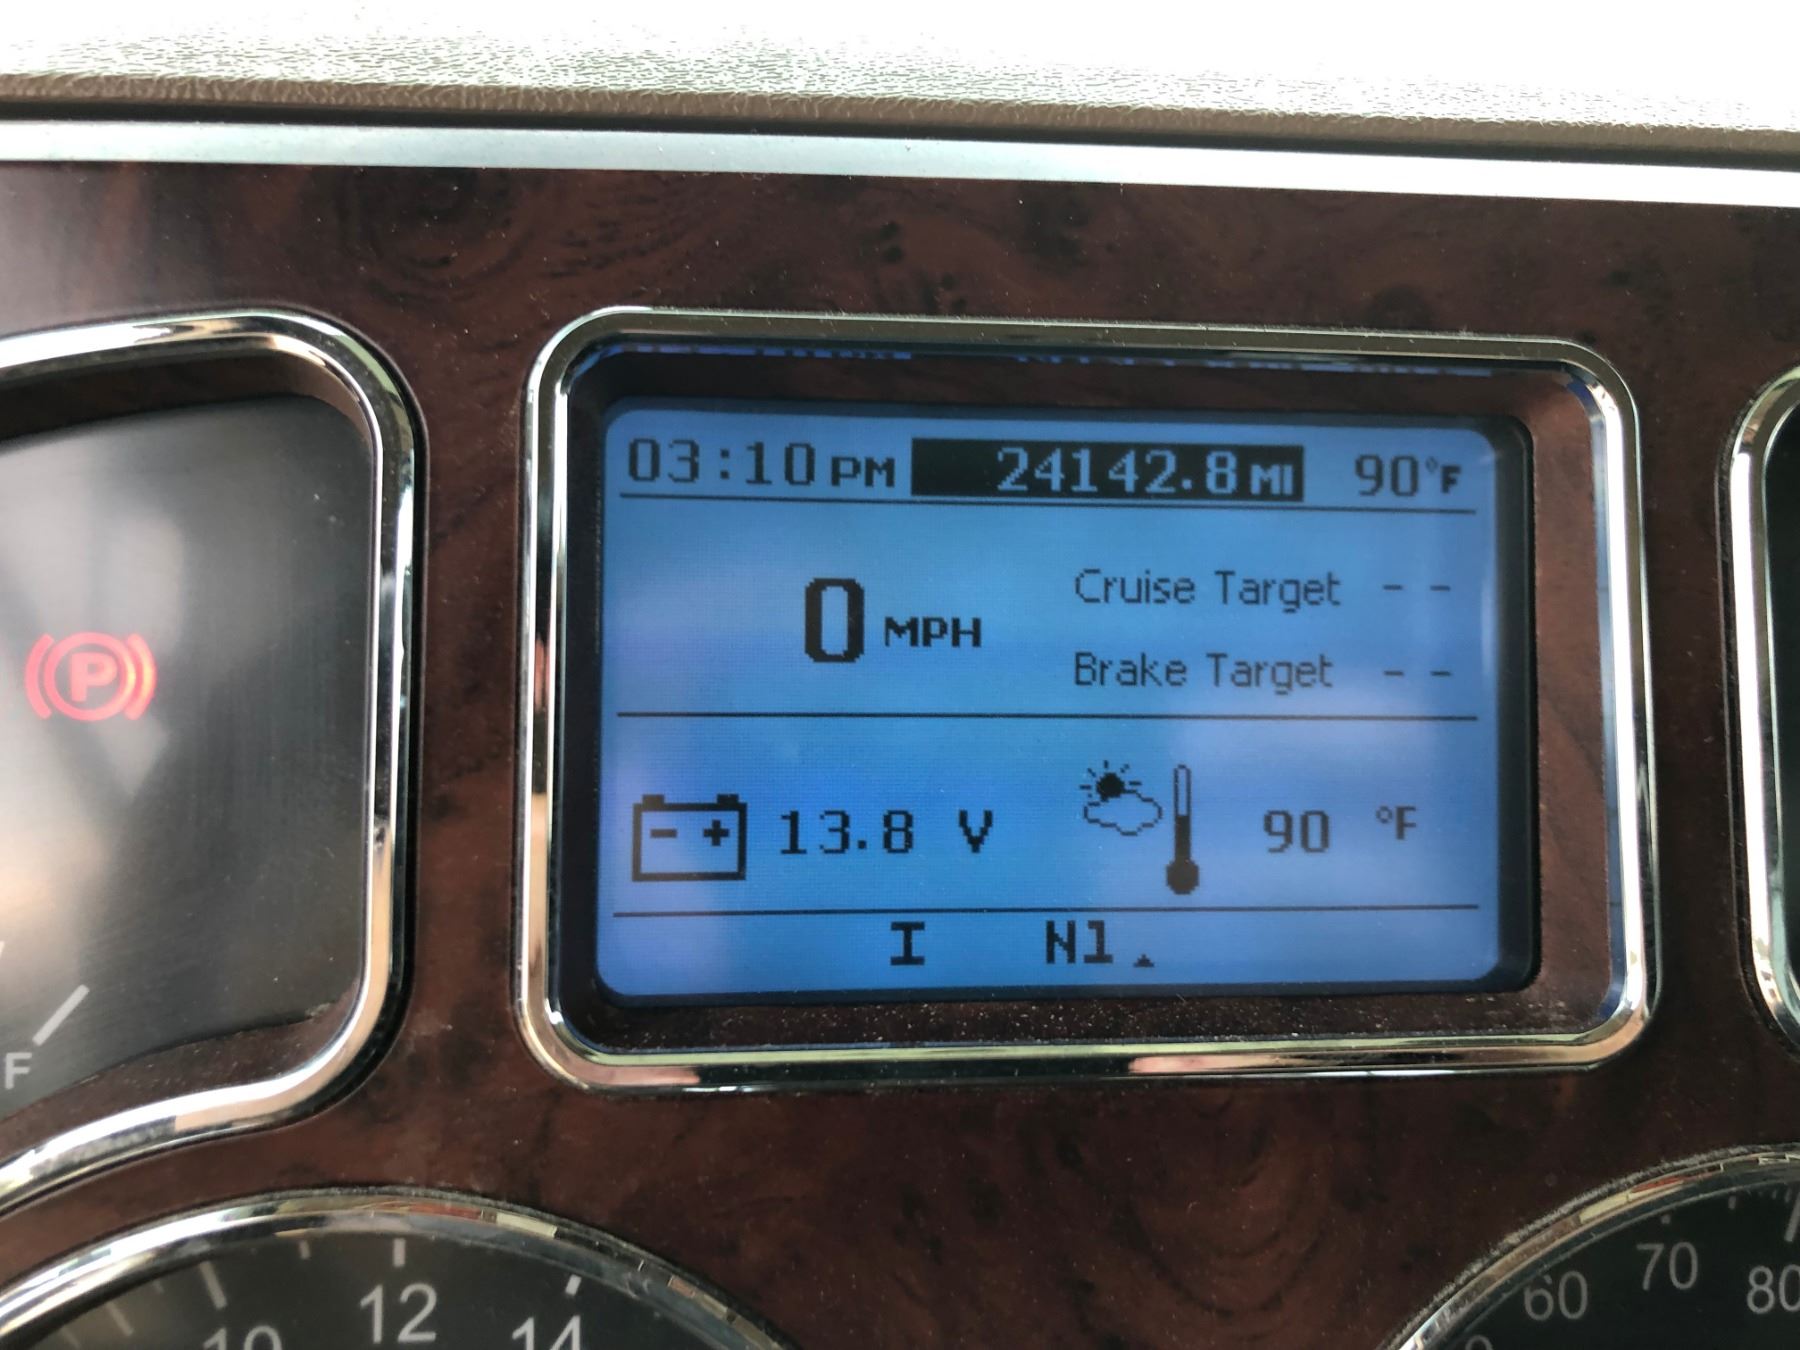 03:10 PM 24142.8 MI 90°F
0 MPH
Cruise Target - -
Brake Target - -
P
- + 13.8 V 90 °F
I N1
F
10 12 14
60 70 80